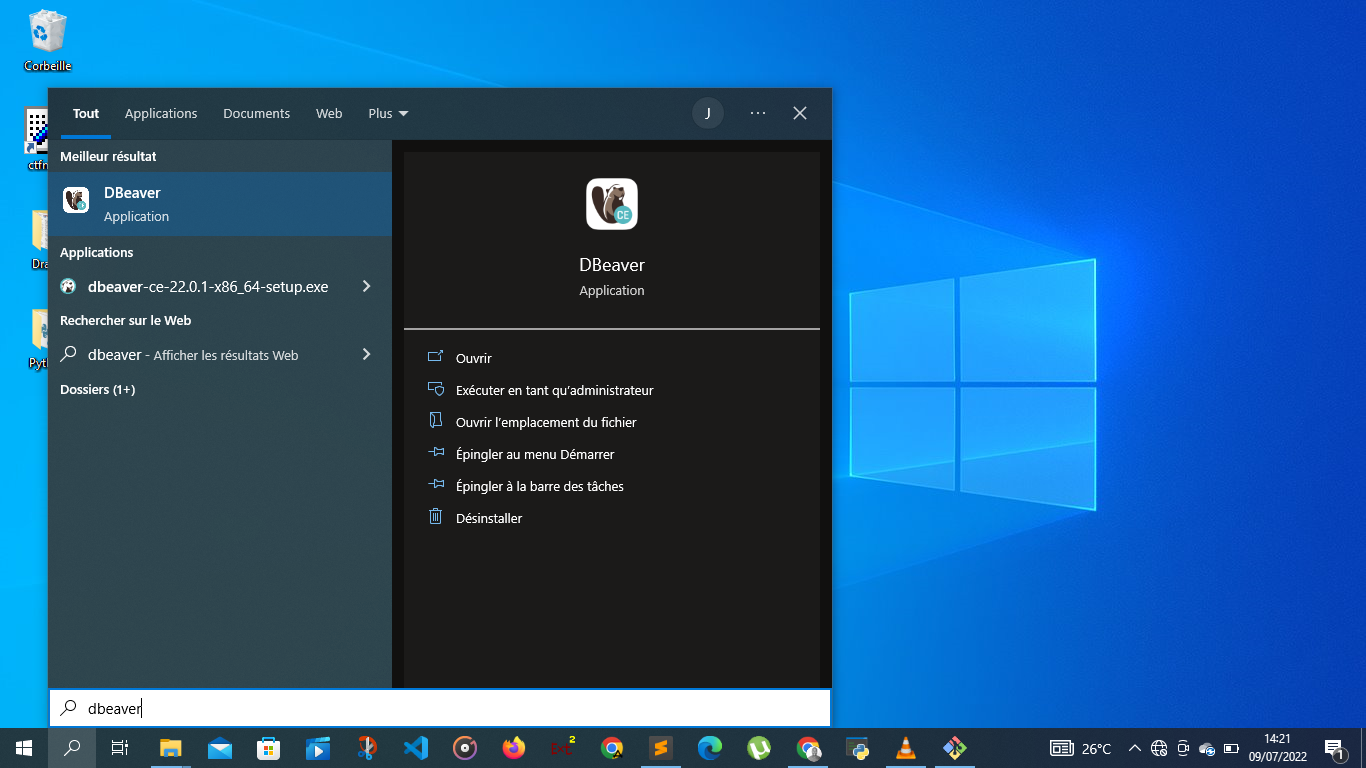 Corbeille
ctfn
Dra
Pyth
Tout Applications Documents Web Plus J
Meilleur résultat
DBeaver
Application
Applications
dbeaver-ce-22.0.1-x86_64-setup.exe
Rechercher sur le Web
dbeaver - Afficher les résultats Web
Dossiers (1+)
CE
DBeaver
Application
Ouvrir
Exécuter en tant qu'administrateur
Ouvrir l'emplacement du fichier
Épingler au menu Démarrer
Épingler à la barre des tâches
Désinstaller
dbeaver
26°C
14:21
09/07/2022
1